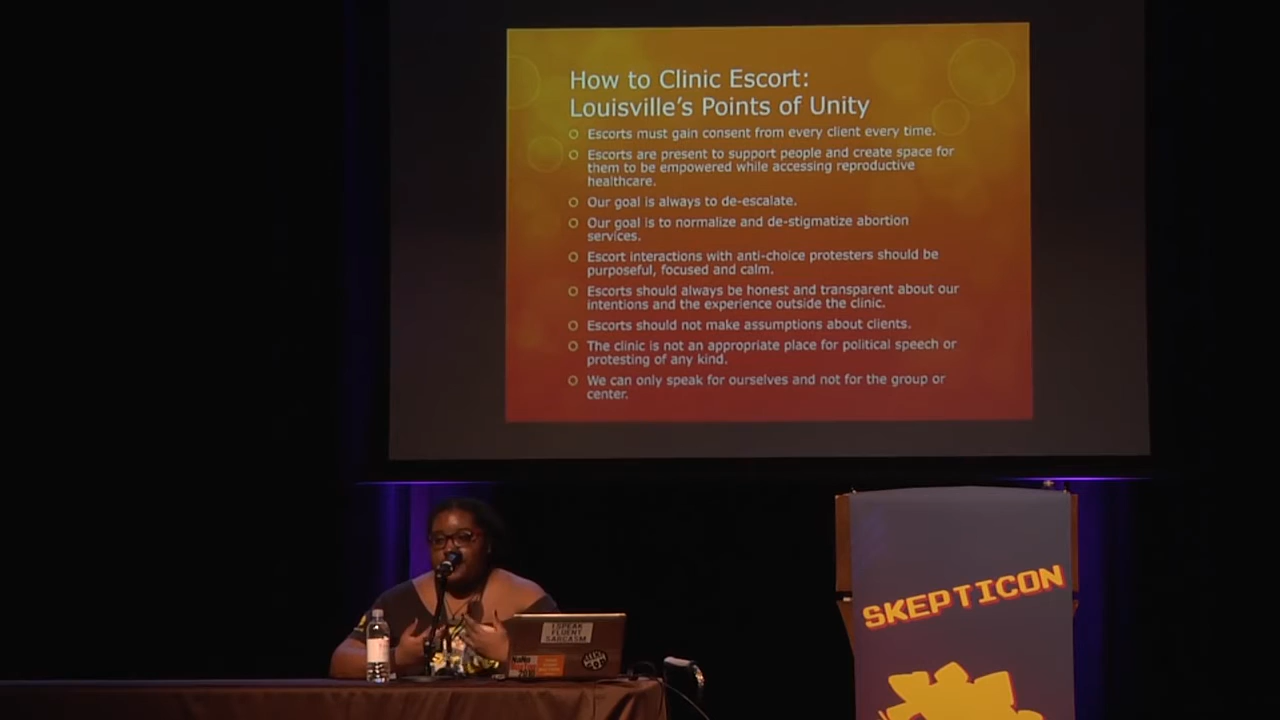 How to Clinic Escort:
Louisville's Points of Unity
Escorts must gain consent from every client every time.
Escorts are present to support people and create space for
them to be empowered while accessing reproductive
healthcare.
Our goal is always to de-escalate.
Our goal is to normalize and de-stigmatize abortion
services.
Escort interactions with anti-choice protesters should be
purposeful, focused and calm.
Escorts should always be honest and transparent about our
intentions and the experience outside the clinic.
Escorts should not make assumptions about clients.
The clinic is not an appropriate place for political speech or
protesting of any kind.
We can only speak for ourselves and not for the group or
center.
SKEPTICON
I SPEAK
FLUENT
SARCASM